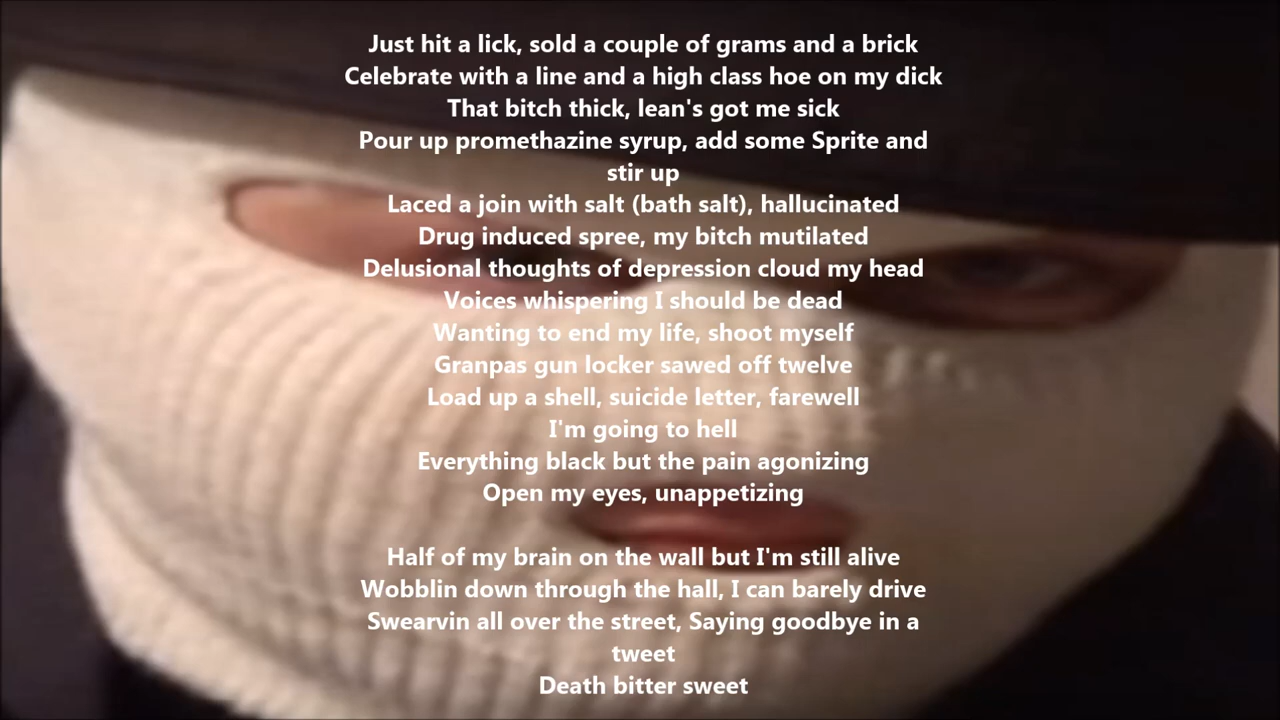 Just hit a lick, sold a couple of grams and a brick
Celebrate with a line and a high class hoe on my dick
That bitch thick, lean's got me sick
Pour up promethazine syrup, add some Sprite and
stir up
Laced a join with salt (bath salt), hallucinated
Drug induced spree, my bitch mutilated
Delusional thoughts of depression cloud my head
Voices whispering I should be dead
Wanting to end my life, shoot myself
Granpas gun locker sawed off twelve
Load up a shell, suicide letter, farewell
I'm going to hell
Everything black but the pain agonizing
Open my eyes, unappetizing
Half of my brain on the wall but I'm still alive
Wobblin down through the hall, I can barely drive
Swearvin all over the street, Saying goodbye in a
tweet
Death bitter sweet